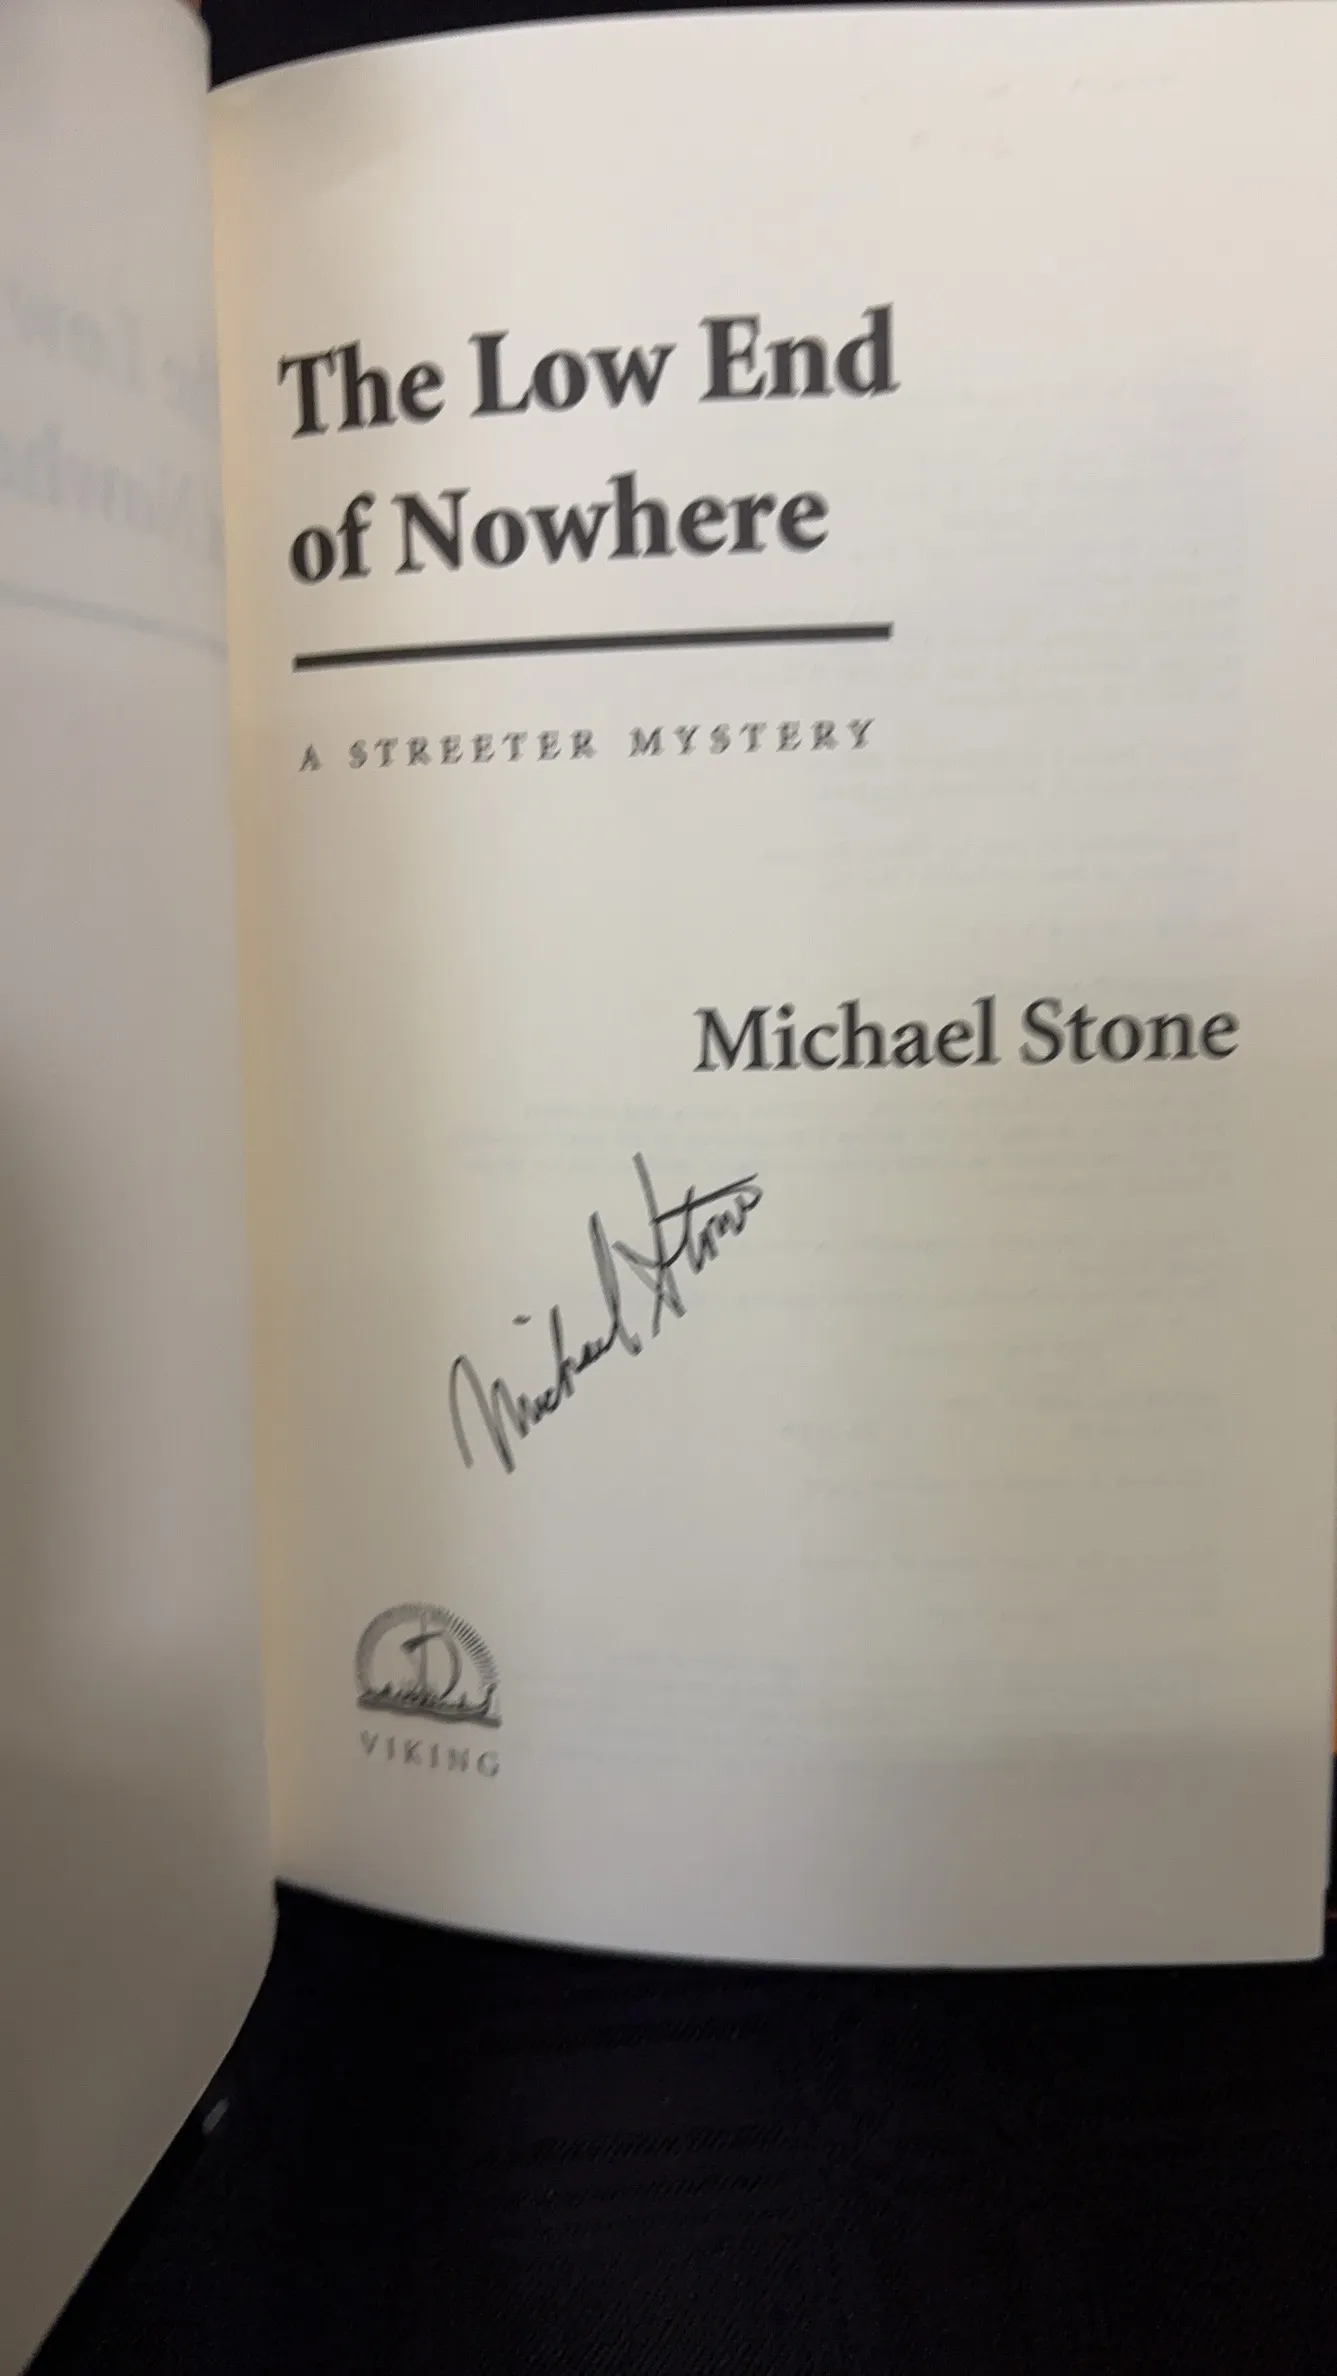 The Low End
of Nowhere
A STREETER MYSTERY
Michael Stone
Michael Stone
VIKING